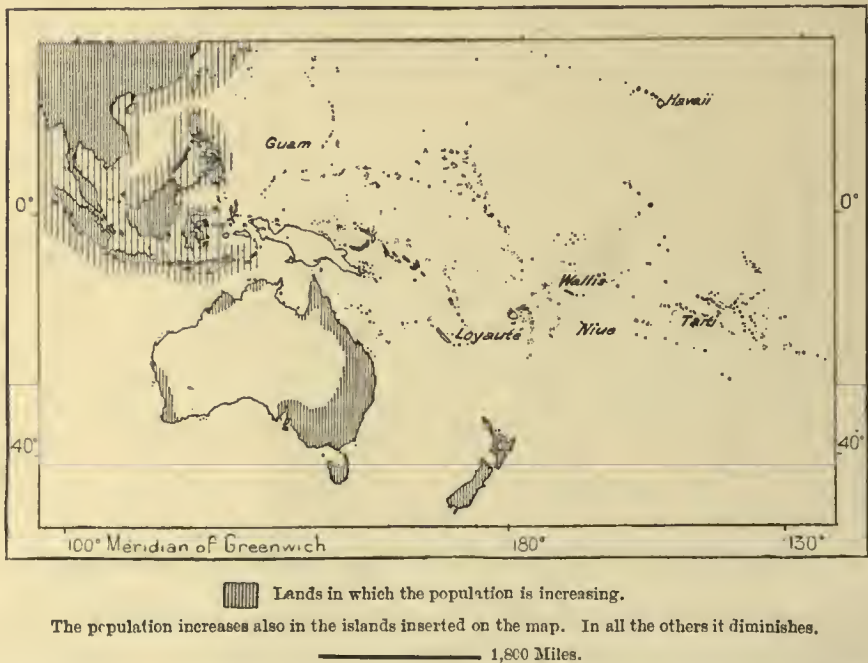 Havaii
Guam
0°
0°
Wallis
Loyauté
Niue
Taiti
40°
40°
100° Meridian of Greenwich
180°
130°
Lands in which the population is increasing.
The population increases also in the islands inserted on the map. In all the others it diminishes.
1,800 Miles.